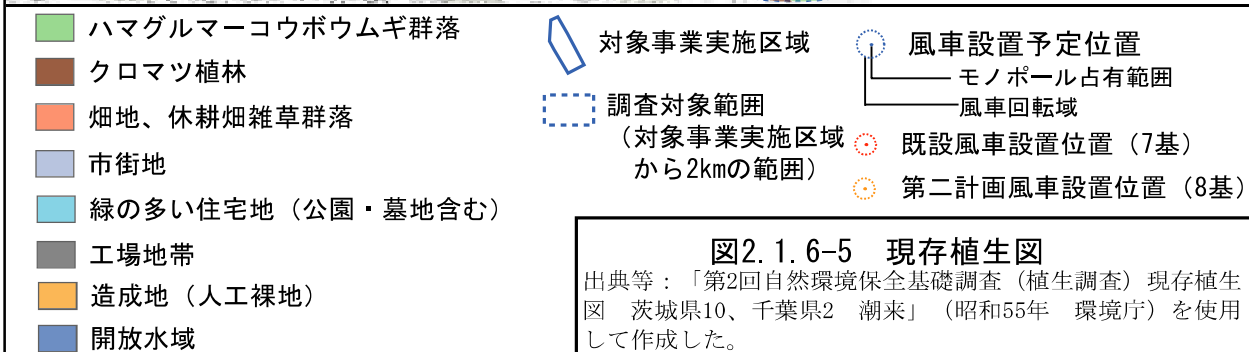 ハマグルマーコウボウムギ群落
クロマツ植林
畑地、休耕畑雑草群落
市街地
緑の多い住宅地（公園・墓地含む）
工場地帯
造成地（人工裸地）
開放水域
対象事業実施区域
調査対象範囲
（対象事業実施区域
から2kmの範囲）
風車設置予定位置
モノポール占有範囲
風車回転域
既設風車設置位置（7基）
第二計画風車設置位置（8基）
図2.1.6-5　現存植生図
出典等：「第2回自然環境保全基礎調査（植生調査）現存植生
図　茨城県10、千葉県2　潮来」（昭和55年　環境庁）を使用
して作成した。